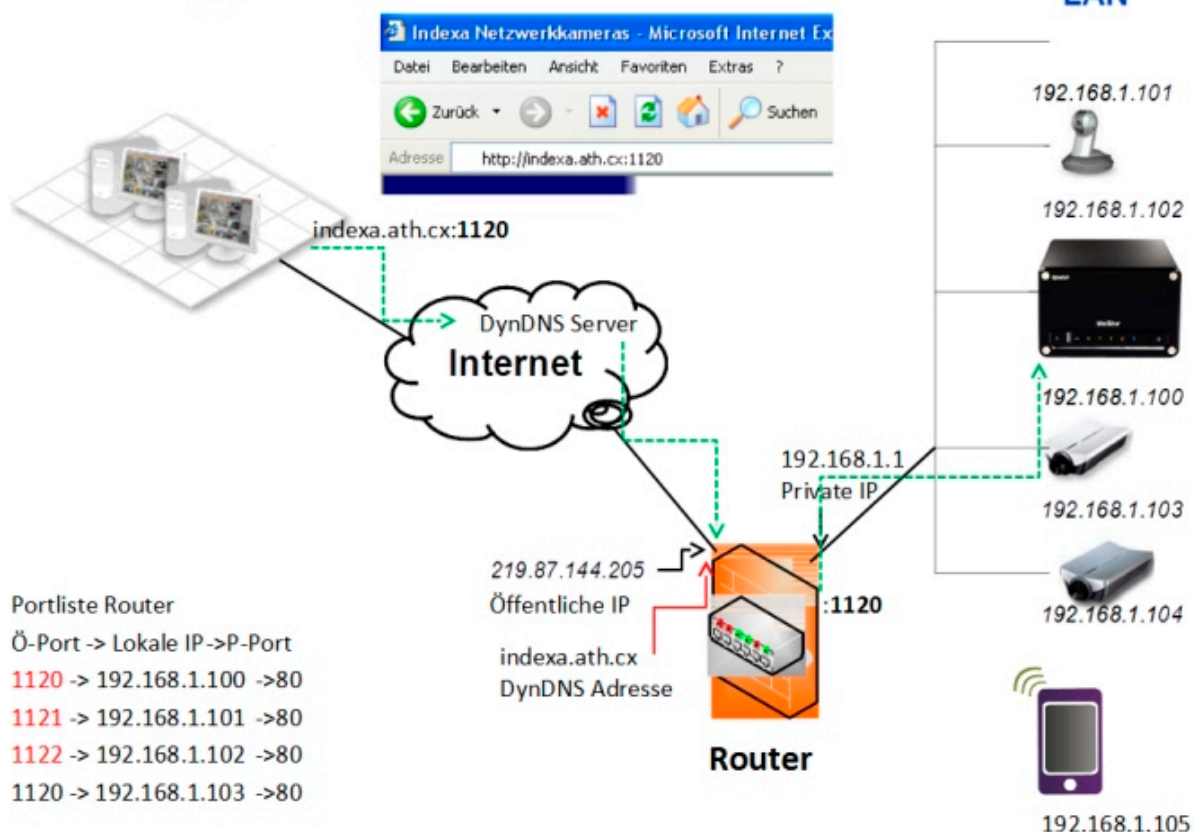 LAN
Indexa Netzwerkkameras - Microsoft Internet Ex
Datei Bearbeiten Ansicht Favoriten Extras ?
Zurück Suchen
Adresse http://indexa.ath.cx:1120
indexa.ath.cx:1120
DynDNS Server
Internet
192.168.1.101
192.168.1.102
192.168.1.100
192.168.1.103
192.168.1.104
192.168.1.105
192.168.1.1
Private IP
219.87.144.205
Öffentliche IP
:1120
indexa.ath.cx
DynDNS Adresse
Router
Portliste Router
Ö-Port -> Lokale IP->P-Port
1120 -> 192.168.1.100 ->80
1121 -> 192.168.1.101 ->80
1122 -> 192.168.1.102 ->80
1120 -> 192.168.1.103 ->80